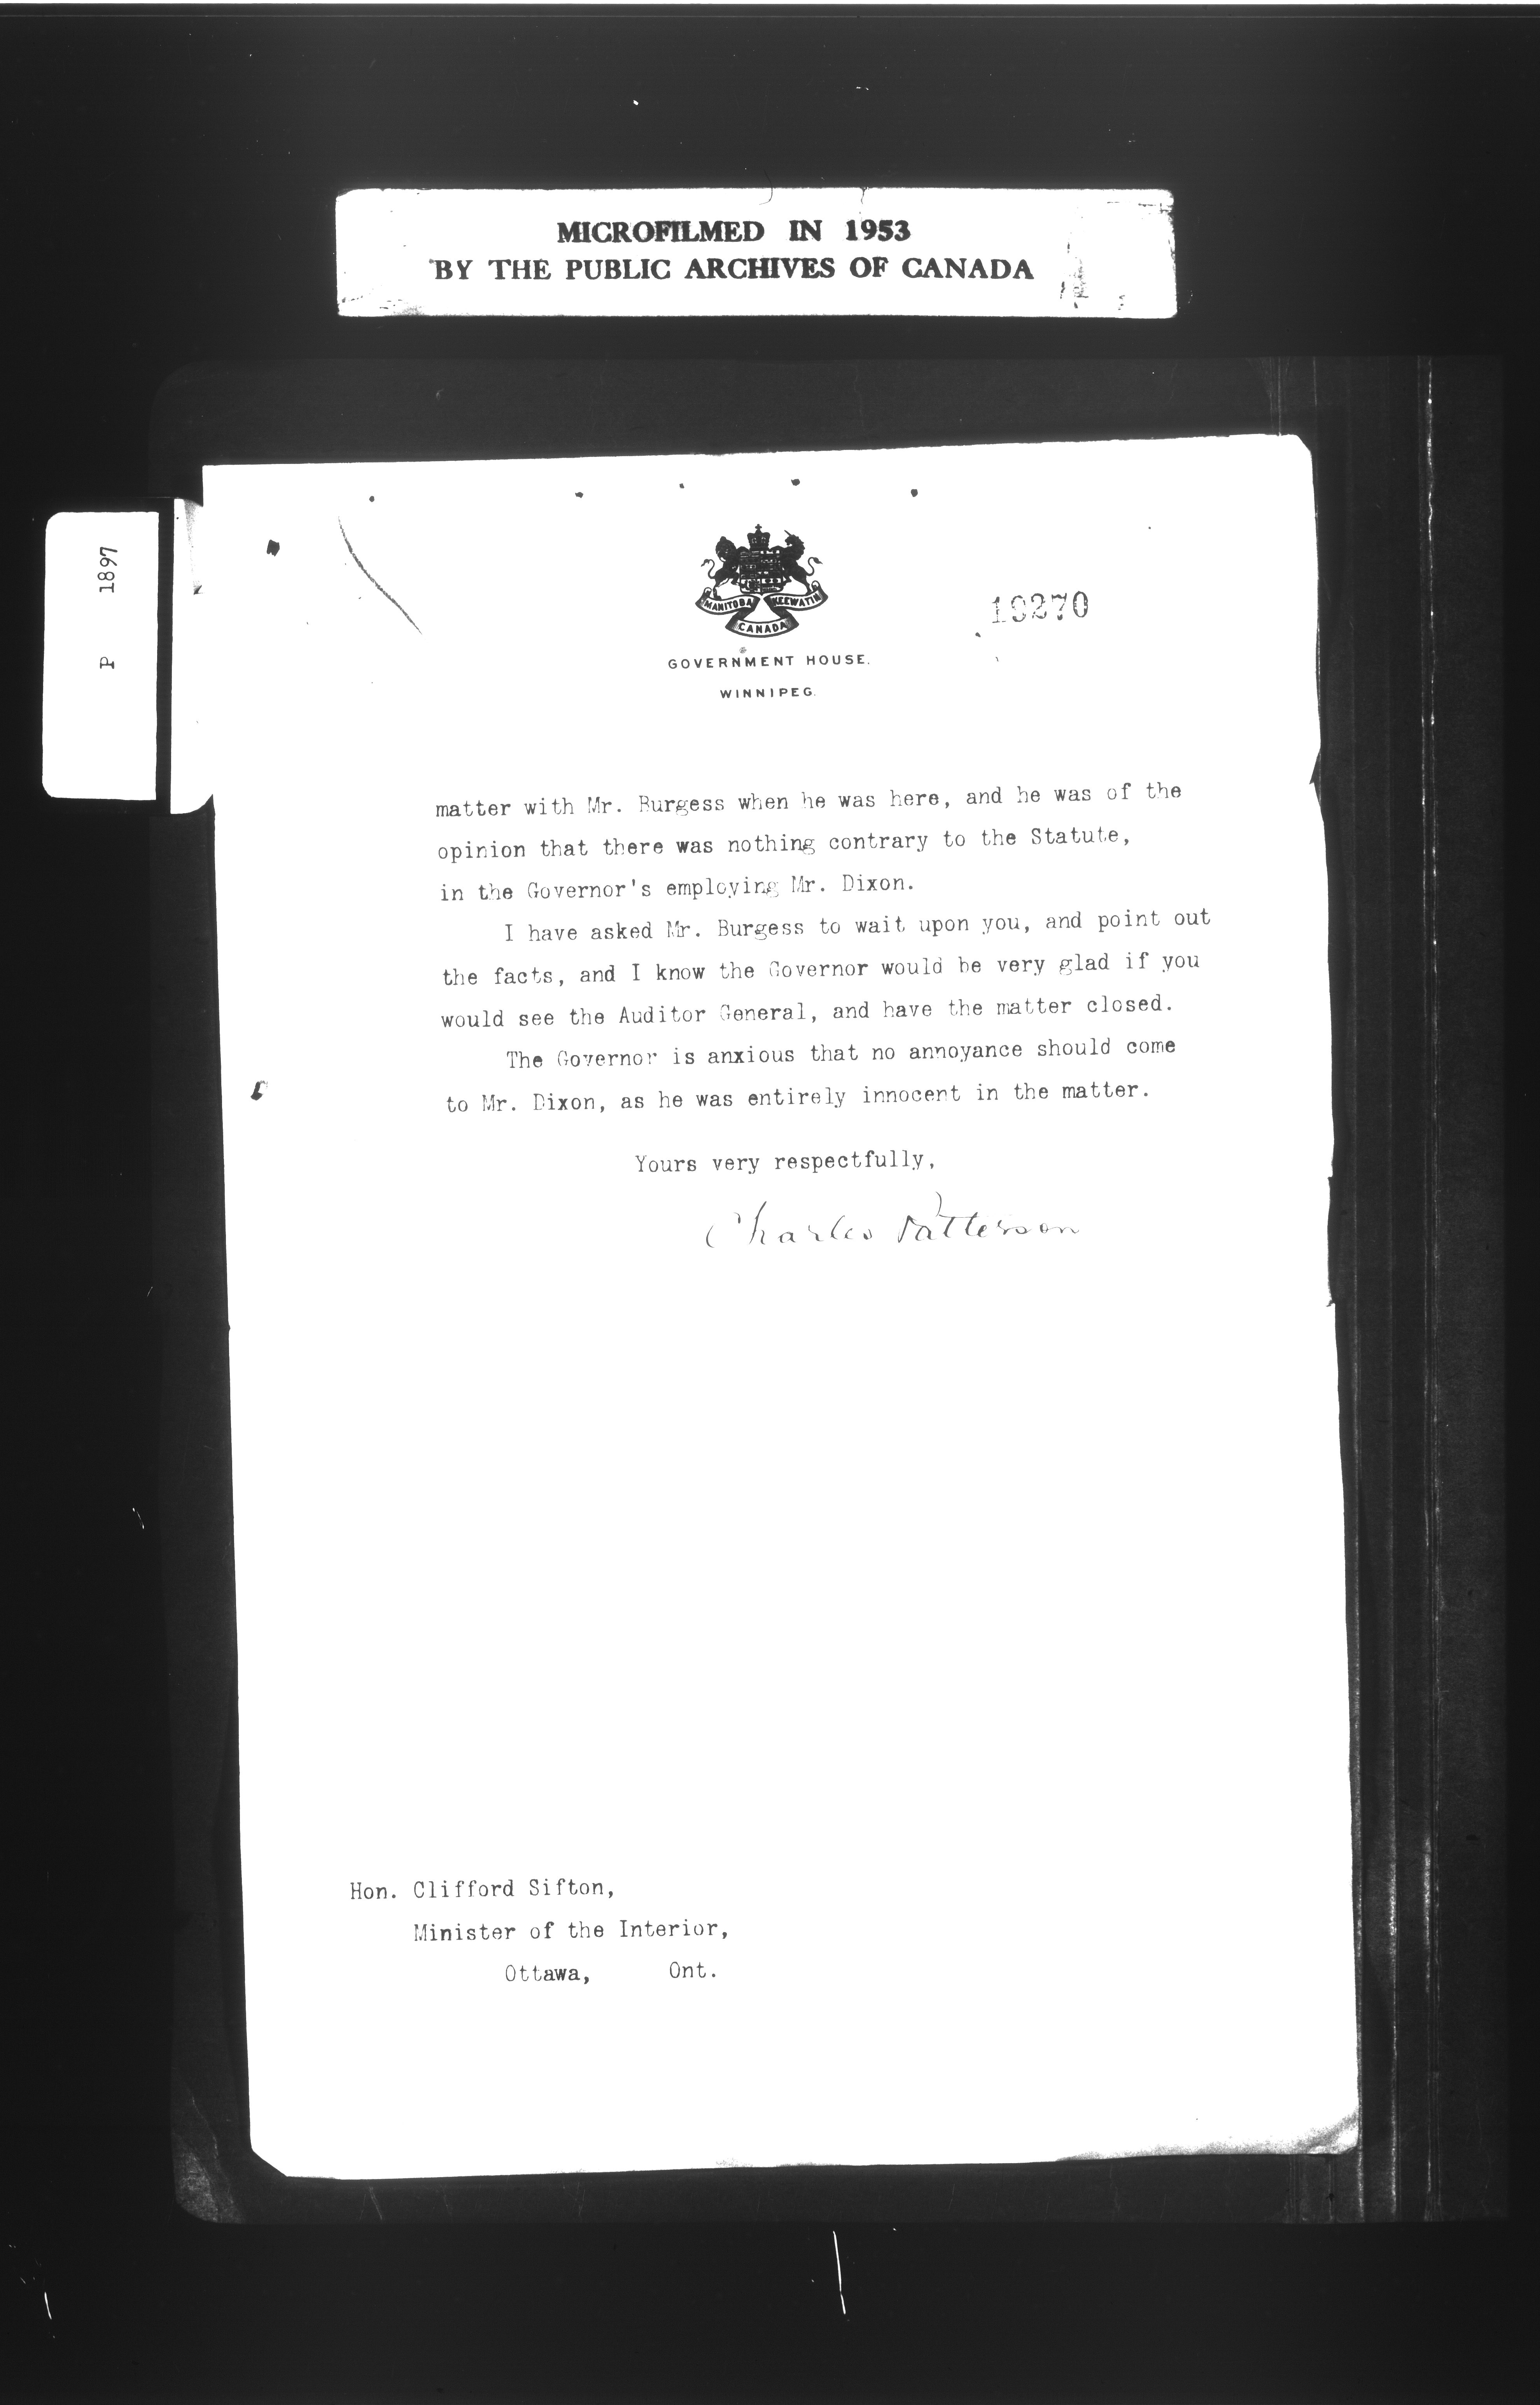 MICROFILMED IN 1953
BY THE PUBLIC ARCHIVES OF CANADA
P 1897
MANITOBA KEEWATIN
CANADA
19270
GOVERNMENT HOUSE.
WINNIPEG.
matter with Mr. Burgess when he was here, and he was of the
opinion that there was nothing contrary to the Statute,
in the Governor's employing Mr. Dixon.
I have asked Mr. Burgess to wait upon you, and point out
the facts, and I know the Governor would be very glad if you
would see the Auditor General, and have the matter closed.
The Governor is anxious that no annoyance should come
to Mr. Dixon, as he was entirely innocent in the matter.
Yours very respectfully,
Charles Patterson
Hon. Clifford Sifton,
Minister of the Interior,
Ottawa, Ont.